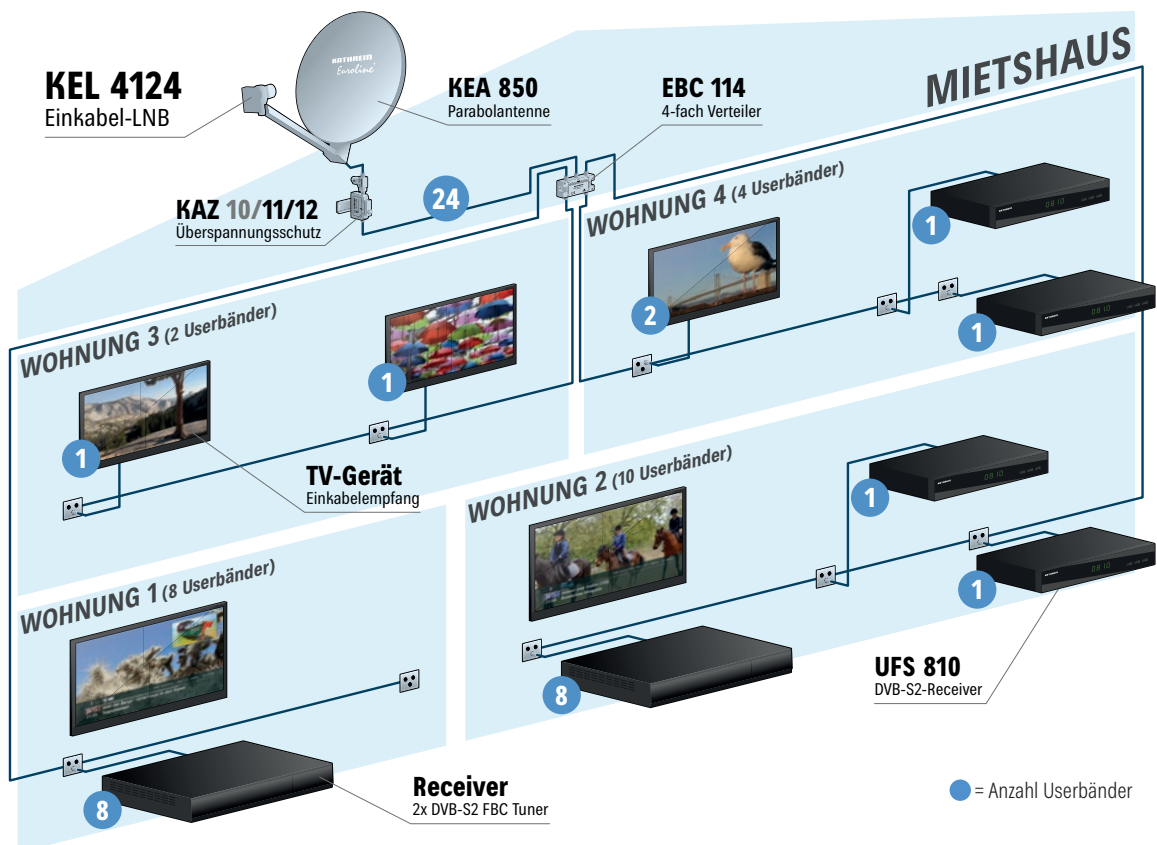 KATHREIN
Euroline
KEL 4124
Einkabel-LNB
KEA 850
Parabolantenne
EBC 114
4-fach Verteiler
MIETSHAUS
KAZ 10/11/12
Überspannungsschutz
24
WOHNUNG 4 (4 Userbänder)
1
2
1
WOHNUNG 3 (2 Userbänder)
1
1
TV-Gerät
Einkabelempfang
WOHNUNG 2 (10 Userbänder)
1
1
8
UFS 810
DVB-S2-Receiver
WOHNUNG 1 (8 Userbänder)
8
Receiver
2x DVB-S2 FBC Tuner
= Anzahl Userbänder